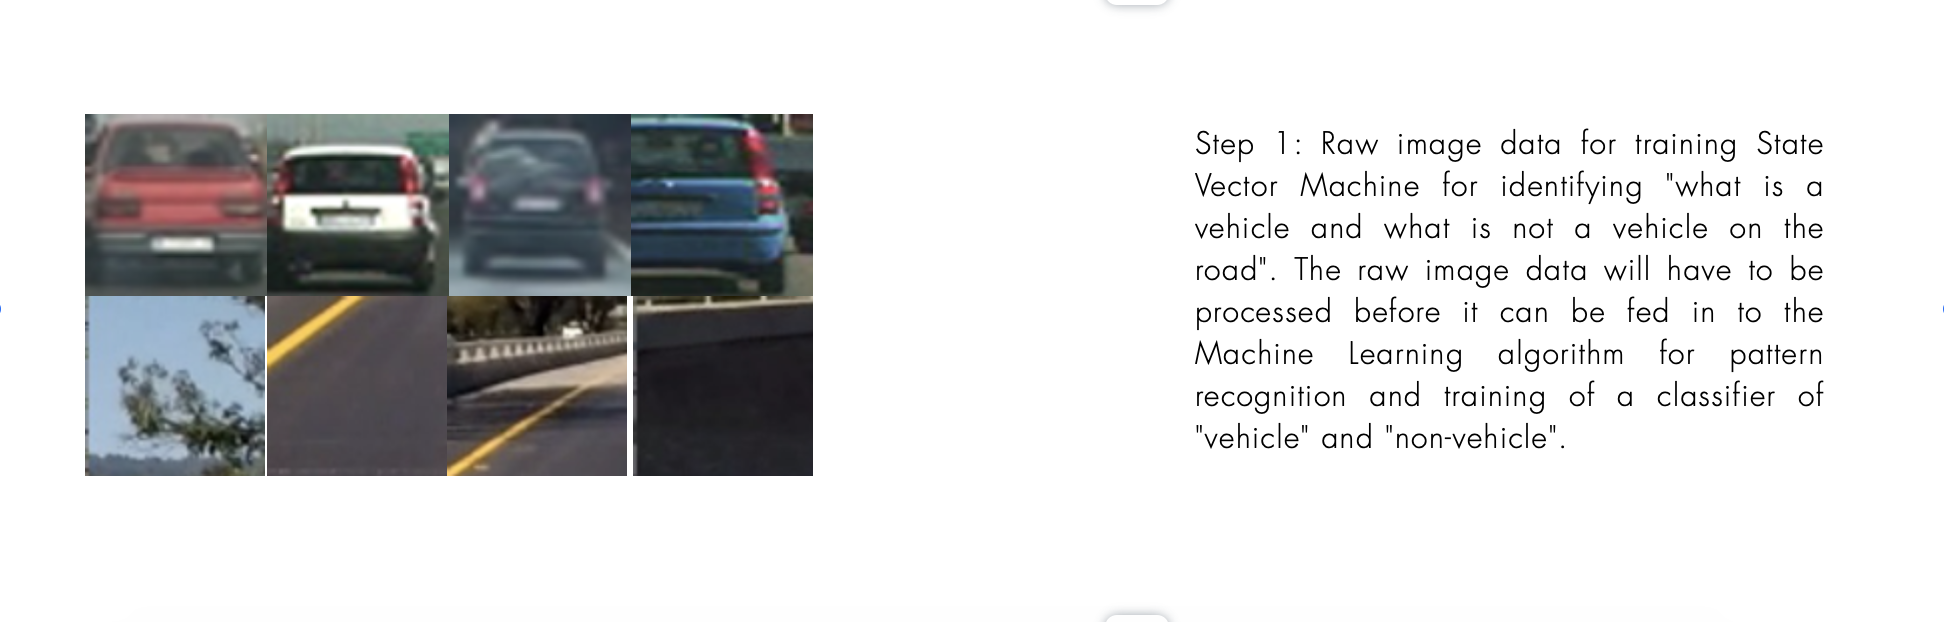 Step 1: Raw image data for training State
Vector Machine for identifying "what is a
vehicle and what is not a vehicle on the
road". The raw image data will have to be
processed before it can be fed in to the
Machine Learning algorithm for pattern
recognition and training of a classifier of
"vehicle" and "non-vehicle".